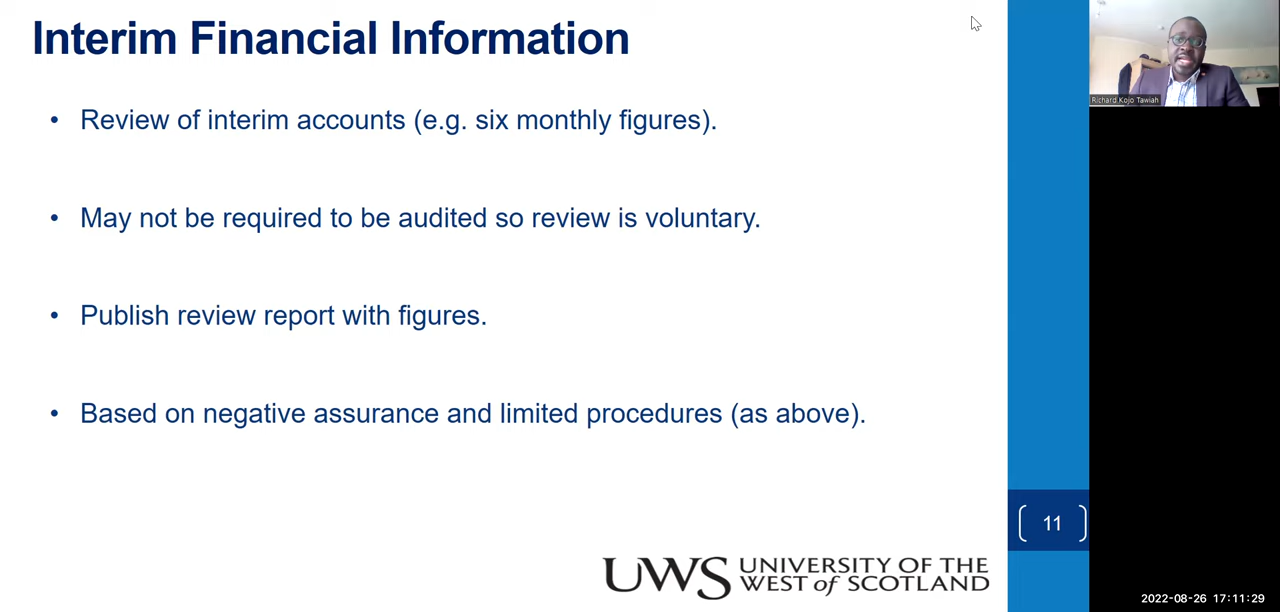 Interim Financial Information
• Review of interim accounts (e.g. six monthly figures).
• May not be required to be audited so review is voluntary.
• Publish review report with figures.
• Based on negative assurance and limited procedures (as above).
11
UWS UNIVERSITY OF THE
WEST of SCOTLAND
Richard Kojo Tawiah
2022-08-26 17:11:29